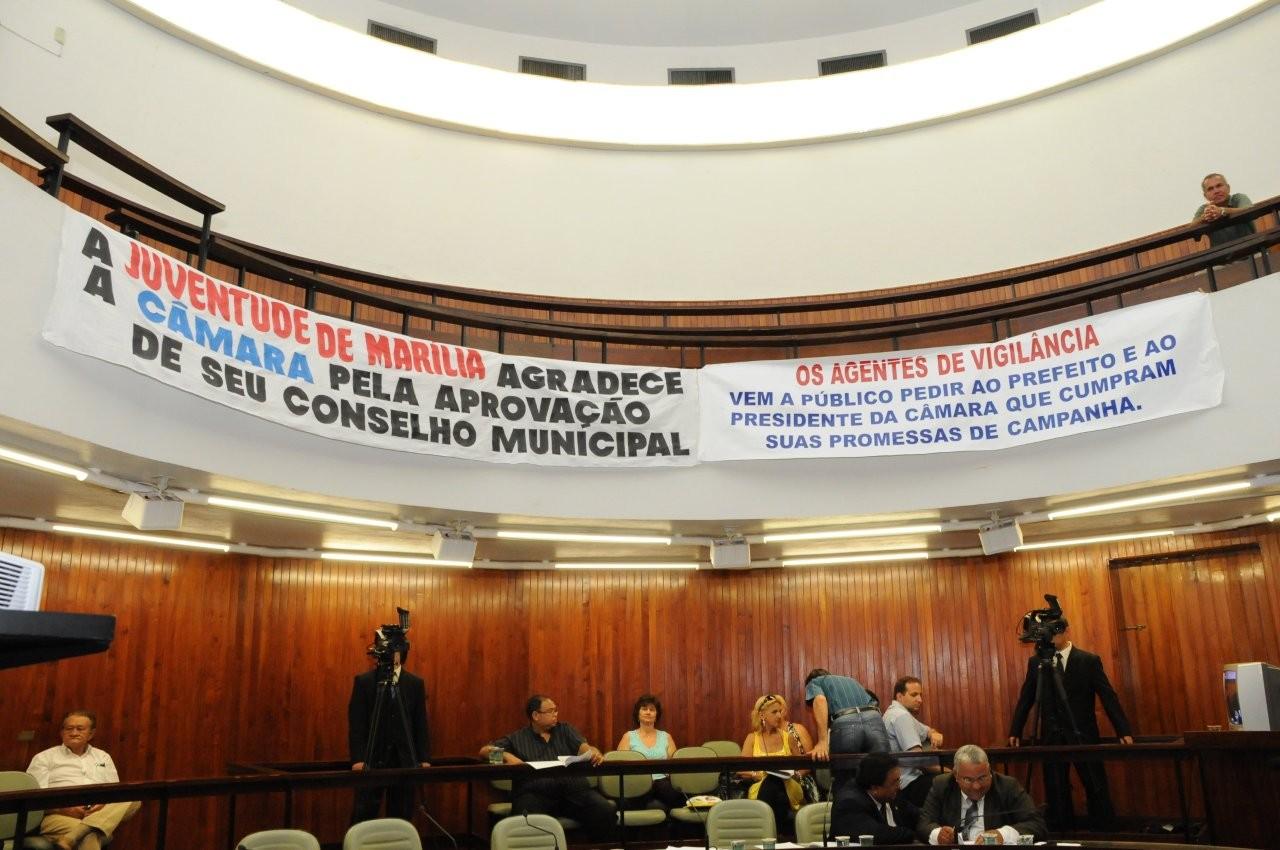 A JUVENTUDE DE MARÍLIA AGRADECE
A CÂMARA PELA APROVAÇÃO
DE SEU CONSELHO MUNICIPAL
OS AGENTES DE VIGILÂNCIA
VEM A PÚBLICO PEDIR AO PREFEITO E AO
PRESIDENTE DA CÂMARA QUE CUMPRAM
SUAS PROMESSAS DE CAMPANHA.